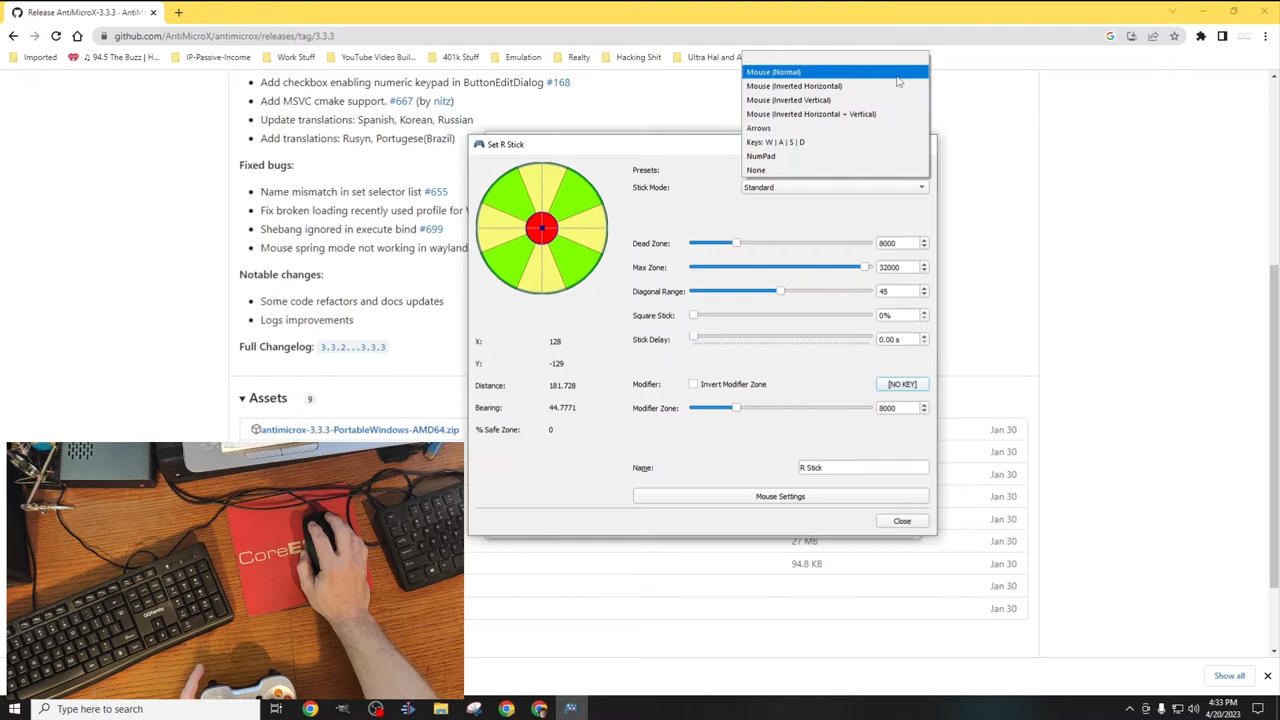 Release AntiMicroX-3.3.3 · AntiM
github.com/AntiMicroX/antimicrox/releases/tag/3.3.3
Imported
94.5 The Buzz | Ho
IP-Passive-Income
Work Stuff
YouTube Video Buil...
401k Stuff
Emulation
Realty
Hacking Shit
Ultra Hal and A
Add checkbox enabling numeric keypad in ButtonEditDialog #168
Add MSVC cmake support. #667 (by nitz)
Update translations: Spanish, Korean, Russian
Add translations: Rusyn, Portugese(Brazil)
Fixed bugs:
Name mismatch in set selector list #655
Fix broken loading recently used profile for W
Shebang ignored in execute bind #699
Mouse spring mode not working in wayland
Notable changes:
Some code refactors and docs updates
Logs improvements
Full Changelog: 3.3.2...3.3.3
Assets 9
antimicrox-3.3.3-PortableWindows-AMD64.zip
Jan 30
Jan 30
Jan 30
Jan 30
Jan 30
27 MB Jan 30
94.8 KB Jan 30
Jan 30
Jan 30
Set R Stick
Presets:
Mouse (Normal)
Mouse (Inverted Horizontal)
Mouse (Inverted Vertical)
Mouse (Inverted Horizontal + Vertical)
Arrows
Keys: W | A | S | D
NumPad
None
Stick Mode: Standard
Dead Zone: 8000
Max Zone: 32000
Diagonal Range: 45
Square Stick: 0%
Stick Delay: 0.00 s
X: 128
Y: -129
Distance: 181.728
Bearing: 44.7771
% Safe Zone: 0
Modifier: Invert Modifier Zone [NO KEY]
Modifier Zone: 8000
Name: R Stick
Mouse Settings
Close
Show all
Type here to search
4:33 PM
4/20/2023